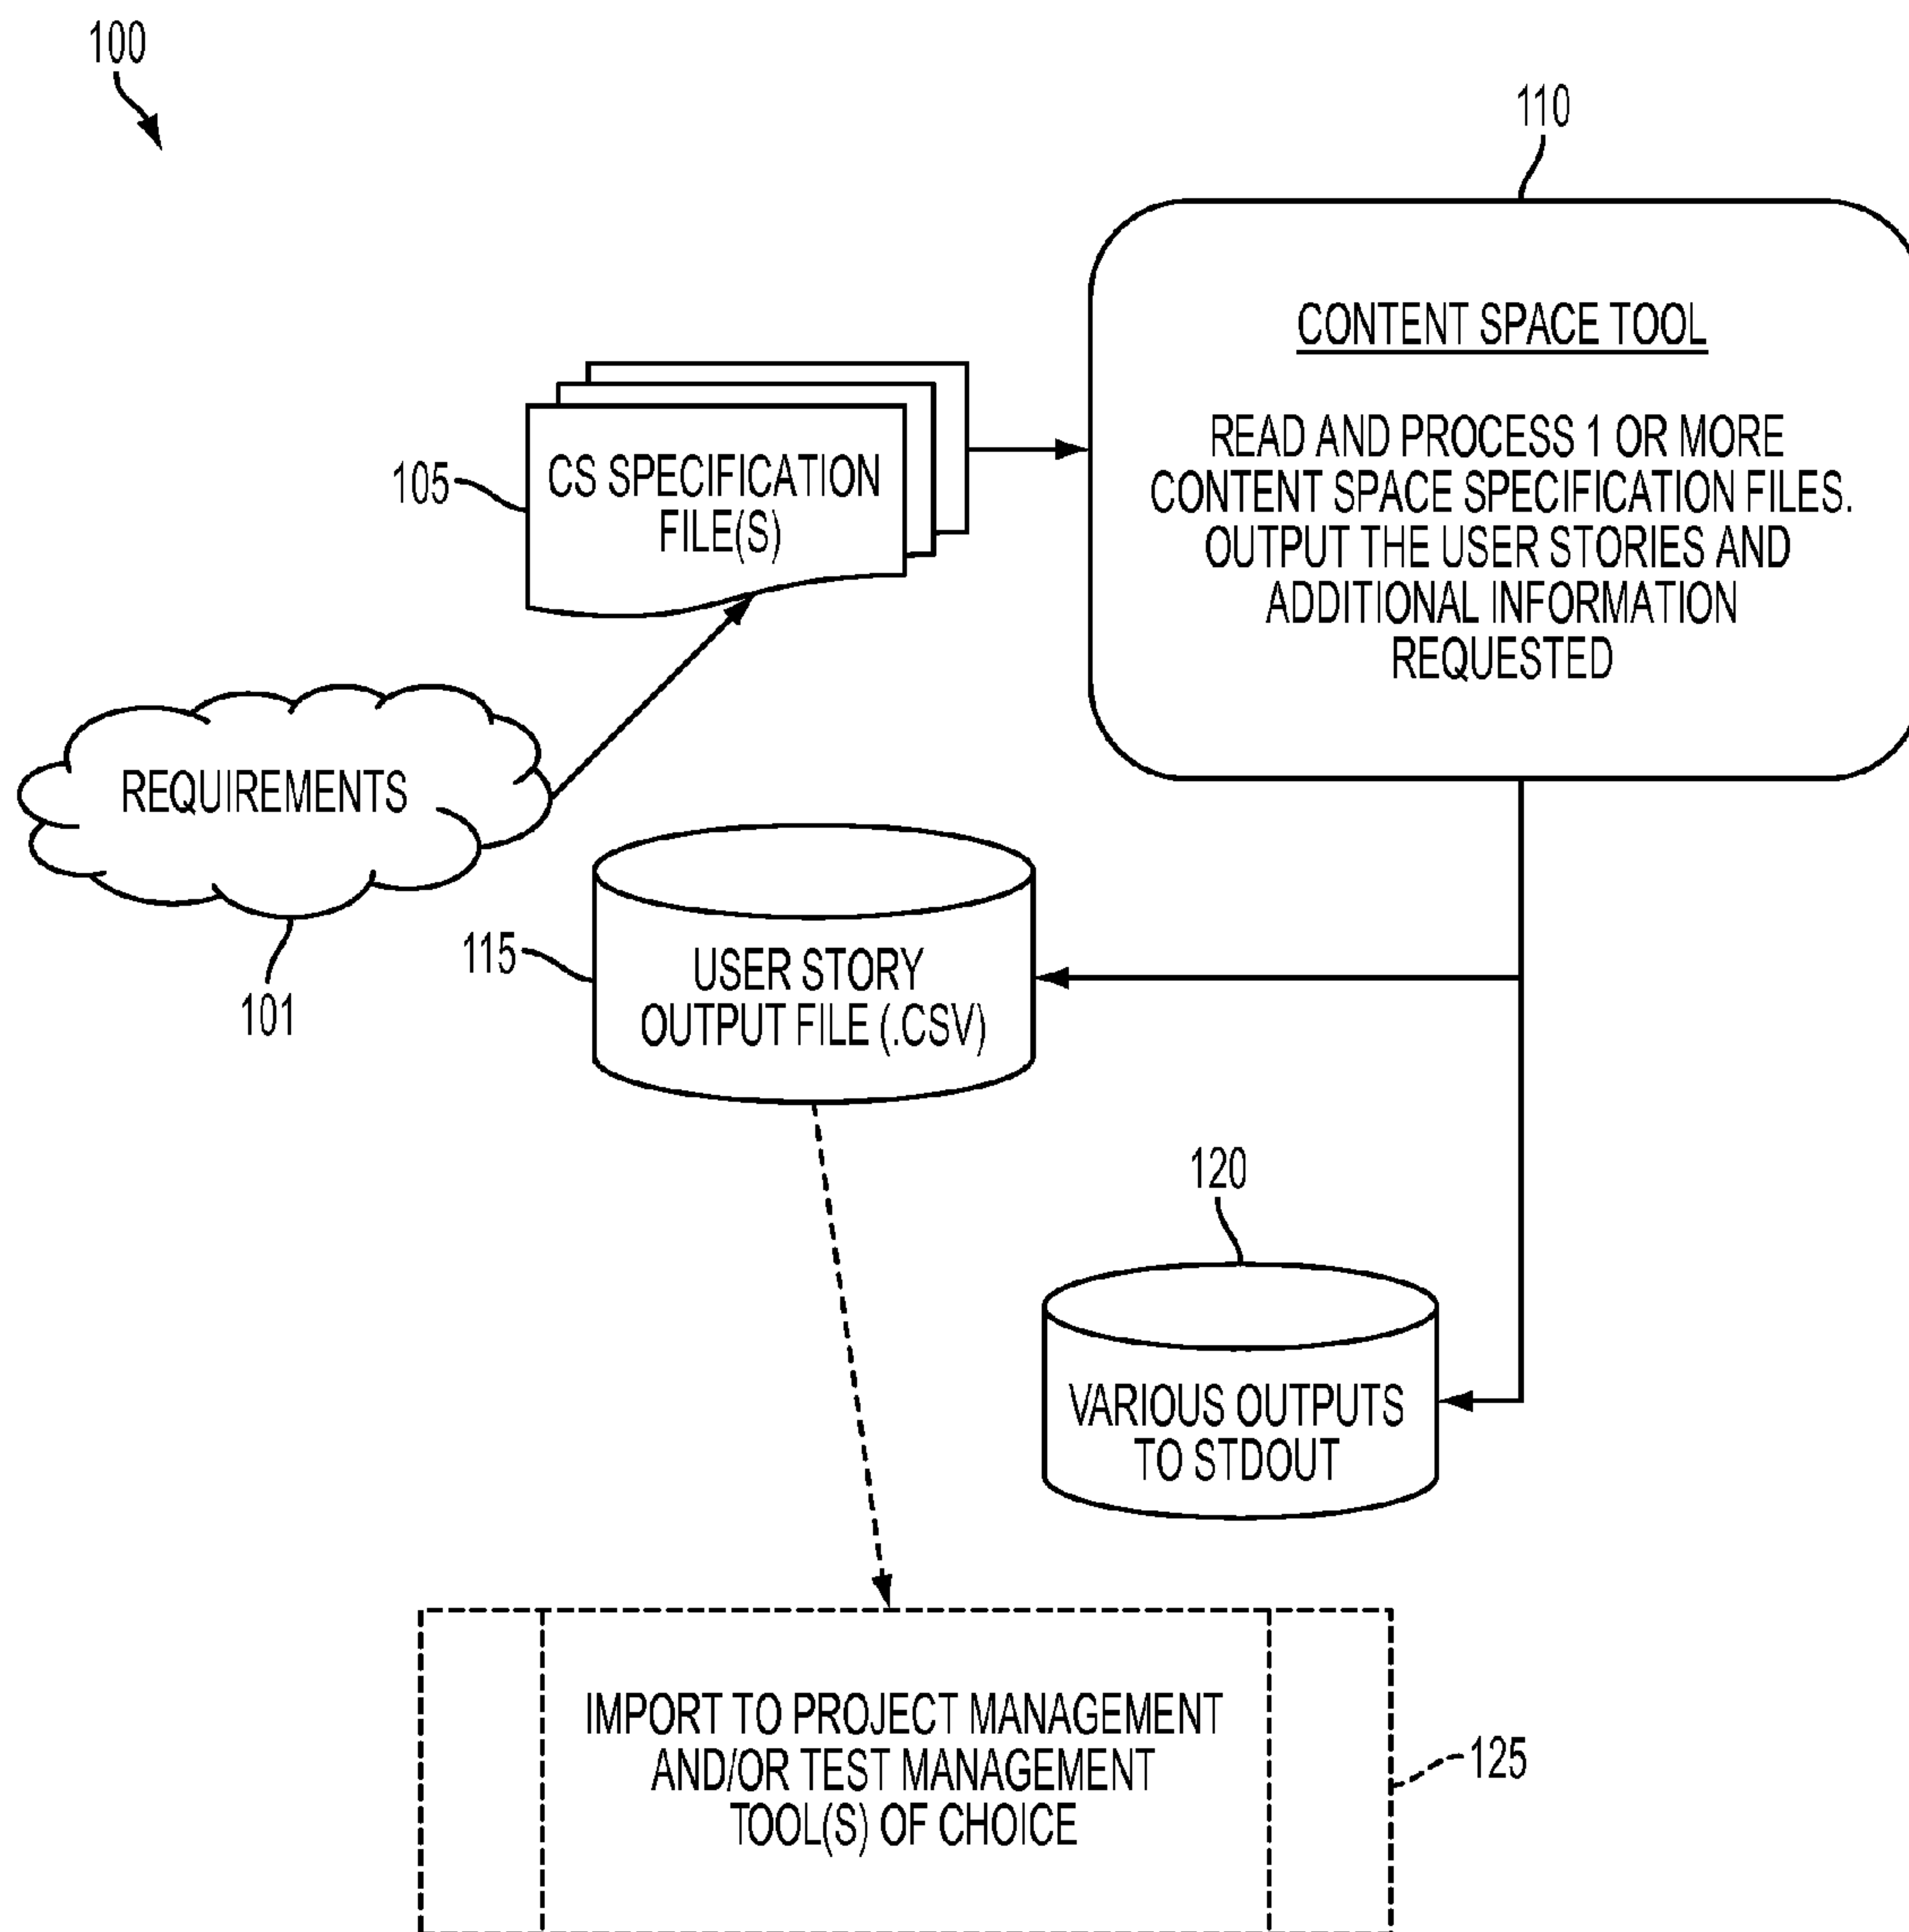 100
110
CONTENT SPACE TOOL
READ AND PROCESS 1 OR MORE
CONTENT SPACE SPECIFICATION FILES.
OUTPUT THE USER STORIES AND
ADDITIONAL INFORMATION
REQUESTED
105
CS SPECIFICATION
FILE(S)
REQUIREMENTS
101
115
USER STORY
OUTPUT FILE (.CSV)
120
VARIOUS OUTPUTS
TO STDOUT
IMPORT TO PROJECT MANAGEMENT
AND/OR TEST MANAGEMENT
TOOL(S) OF CHOICE
125